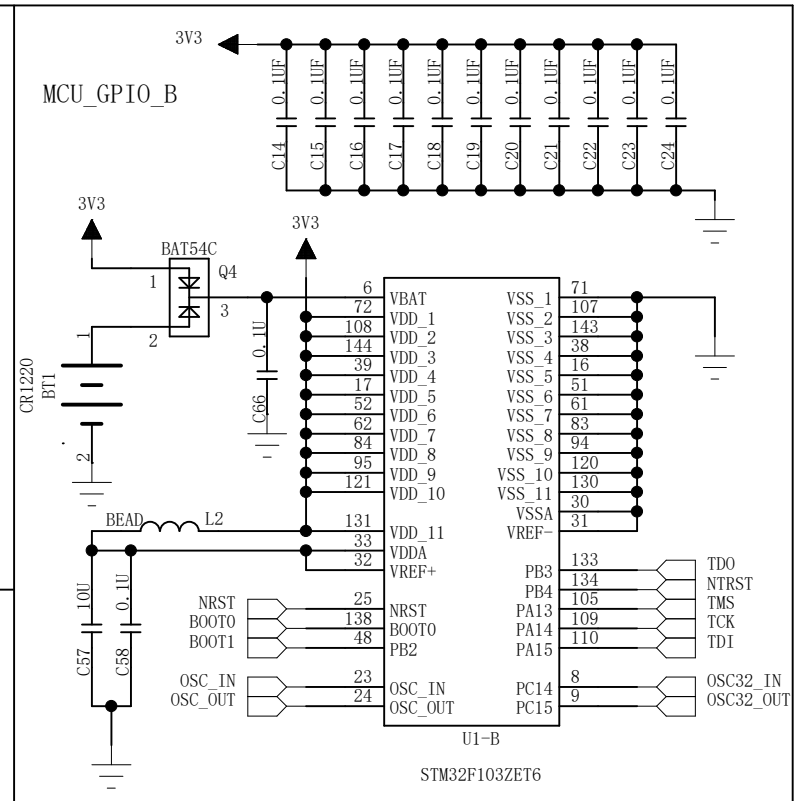 3V3
MCU_GPIO_B
0.1UF 0.1UF 0.1UF 0.1UF 0.1UF 0.1UF 0.1UF 0.1UF 0.1UF 0.1UF 0.1UF
C14 C15 C16 C17 C18 C19 C20 C21 C22 C23 C24
3V3
3V3
BAT54C
Q4
1
3
2
1
CR1220
BT1
2
0.1U
C66
6 VBAT VSS_1 71
72 VDD_1 VSS_2 107
108 VDD_2 VSS_3 143
144 VDD_3 VSS_4 38
39 VDD_4 VSS_5 16
17 VDD_5 VSS_6 51
52 VDD_6 VSS_7 61
62 VDD_7 VSS_8 83
84 VDD_8 VSS_9 94
95 VDD_9 VSS_10 120
121 VDD_10 VSS_11 130
VSSA 30
BEAD L2
131 VDD_11 VREF- 31
33 VDDA
32 VREF+ PB3 133 TDO
PB4 134 NTRST
10U 0.1U
C57 C58
NRST 25 NRST PA13 105 TMS
BOOT0 138 BOOT0 PA14 109 TCK
BOOT1 48 PB2 PA15 110 TDI
OSC_IN 23 OSC_IN PC14 8 OSC32_IN
OSC_OUT 24 OSC_OUT PC15 9 OSC32_OUT
U1-B
STM32F103ZET6